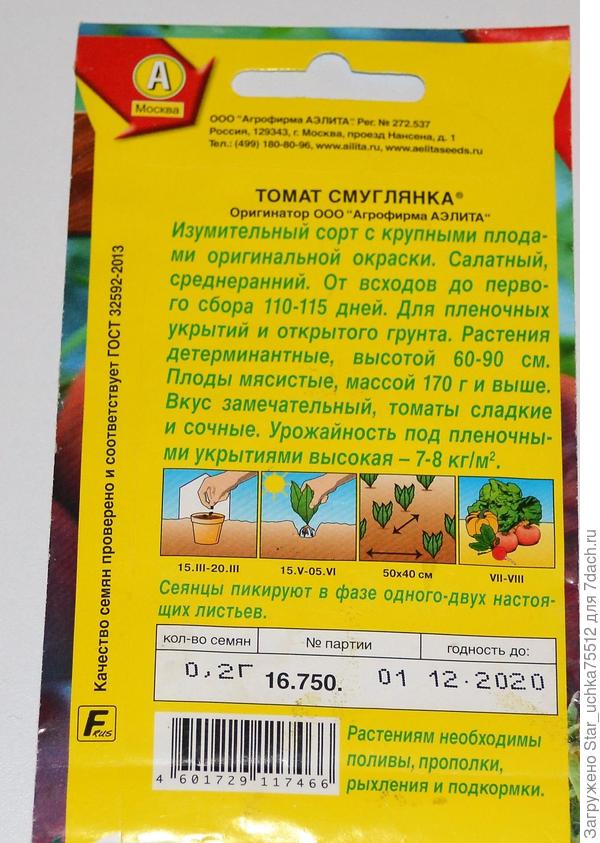 А
Москва
ООО "Агрофирма АЭЛИТА". Рег. № 272.537
Россия, 129343, г. Москва, проезд Нансена, д. 1
Тел.: (499) 180-80-96, www.ailita.ru, www.aelitaseeds.ru
ТОМАТ СМУГЛЯНКА®
Оригинатор ООО "Агрофирма АЭЛИТА"
Изумительный сорт с крупными плода-
ми оригинальной окраски. Салатный,
среднеранний. От всходов до перво-
го сбора 110-115 дней. Для пленочных
укрытий и открытого грунта. Растения
детерминантные, высотой 60-90 см.
Плоды мясистые, массой 170 г и выше.
Вкус замечательный, томаты сладкие
и сочные. Урожайность под пленочны-
ми укрытиями высокая – 7-8 кг/м².
15.III-20.III
15.V-05.VI
50x40 см
VII-VIII
Сеянцы пикируют в фазе одного-двух настоя-
щих листьев.
кол-во семян № партии годность до:
0,2Г 16.750. 01 12·2020
F RUS
4 601729 117466
Растениям необходимы
поливы, прополки,
рыхления и подкормки.
Качество семян проверено и соответствует ГОСТ 32592-2013
Загружено Star_uchka75512 для 7dach.ru